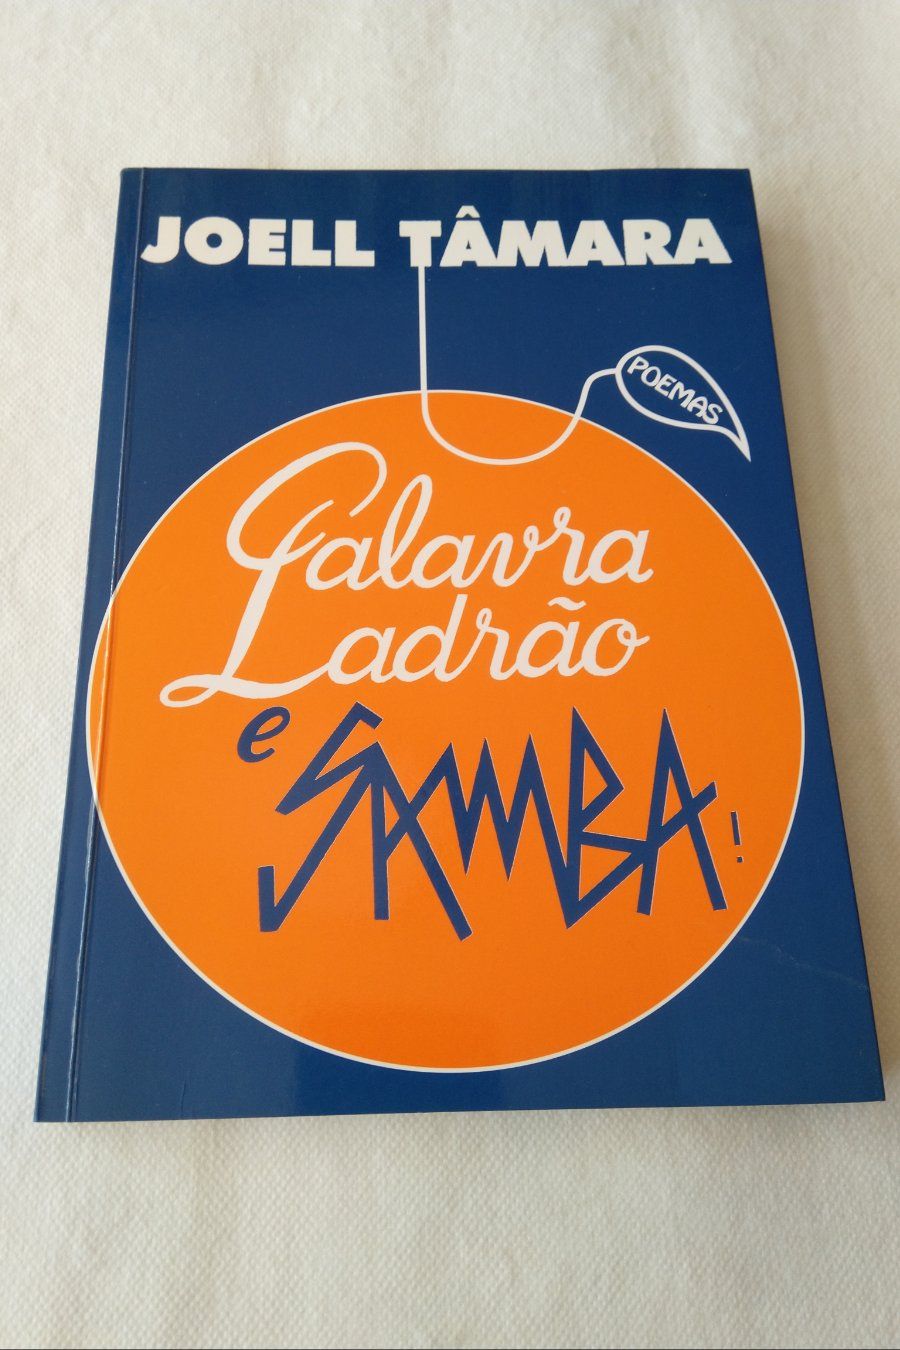 JOELL TÂMARA
POEMAS
Palavra
Ladrão
e SAMBA!